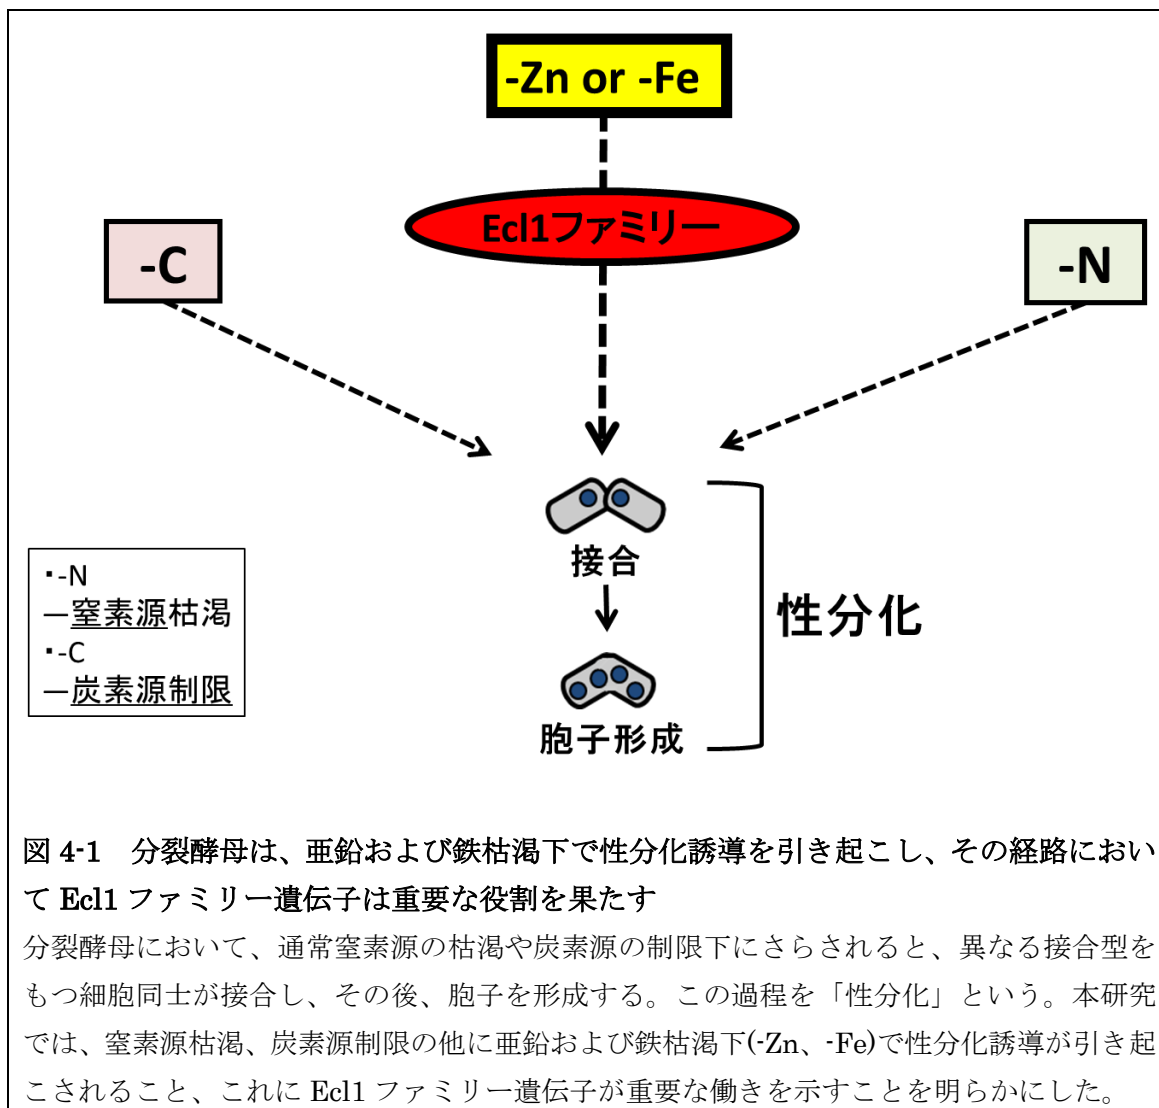 -Zn or -Fe
Ecl1ファミリー
-C
-N
接合
性分化
胞子形成
▪-N
―窒素源枯渇
▪-C
―炭素源制限
図 4-1　分裂酵母は、亜鉛および鉄枯渇下で性分化誘導を引き起こし、その経路におい
て Ecl1 ファミリー遺伝子は重要な役割を果たす
分裂酵母において、通常窒素源の枯渇や炭素源の制限下にさらされると、異なる接合型を
もつ細胞同士が接合し、その後、胞子を形成する。この過程を「性分化」という。本研究
では、窒素源枯渇、炭素源制限の他に亜鉛および鉄枯渇下(-Zn、-Fe)で性分化誘導が引き起
こされること、これに Ecl1 ファミリー遺伝子が重要な働きを示すことを明らかにした。